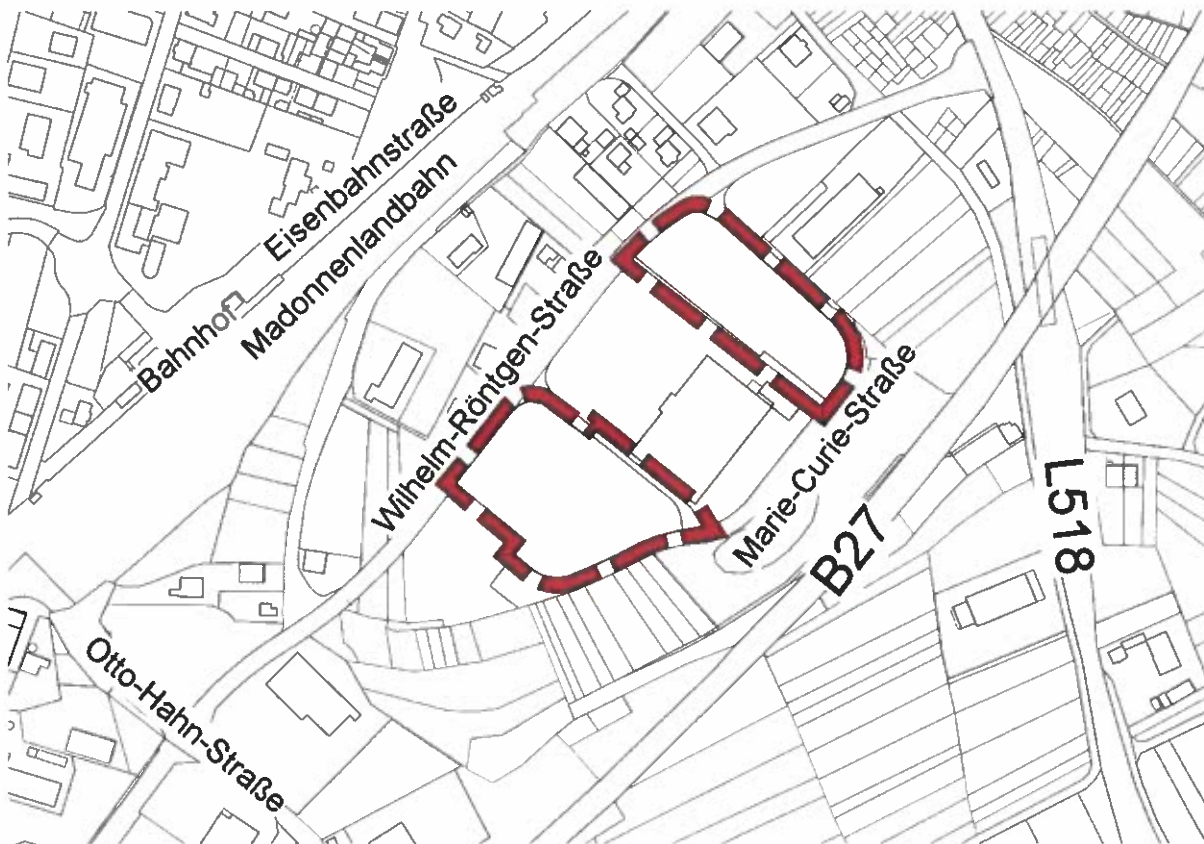 Eisenbahnstraße
Madonnenlandbahn
Bahnhof
Wilhelm-Röntgen-Straße
Marie-Curie-Straße
B27
L518
Otto-Hahn-Straße